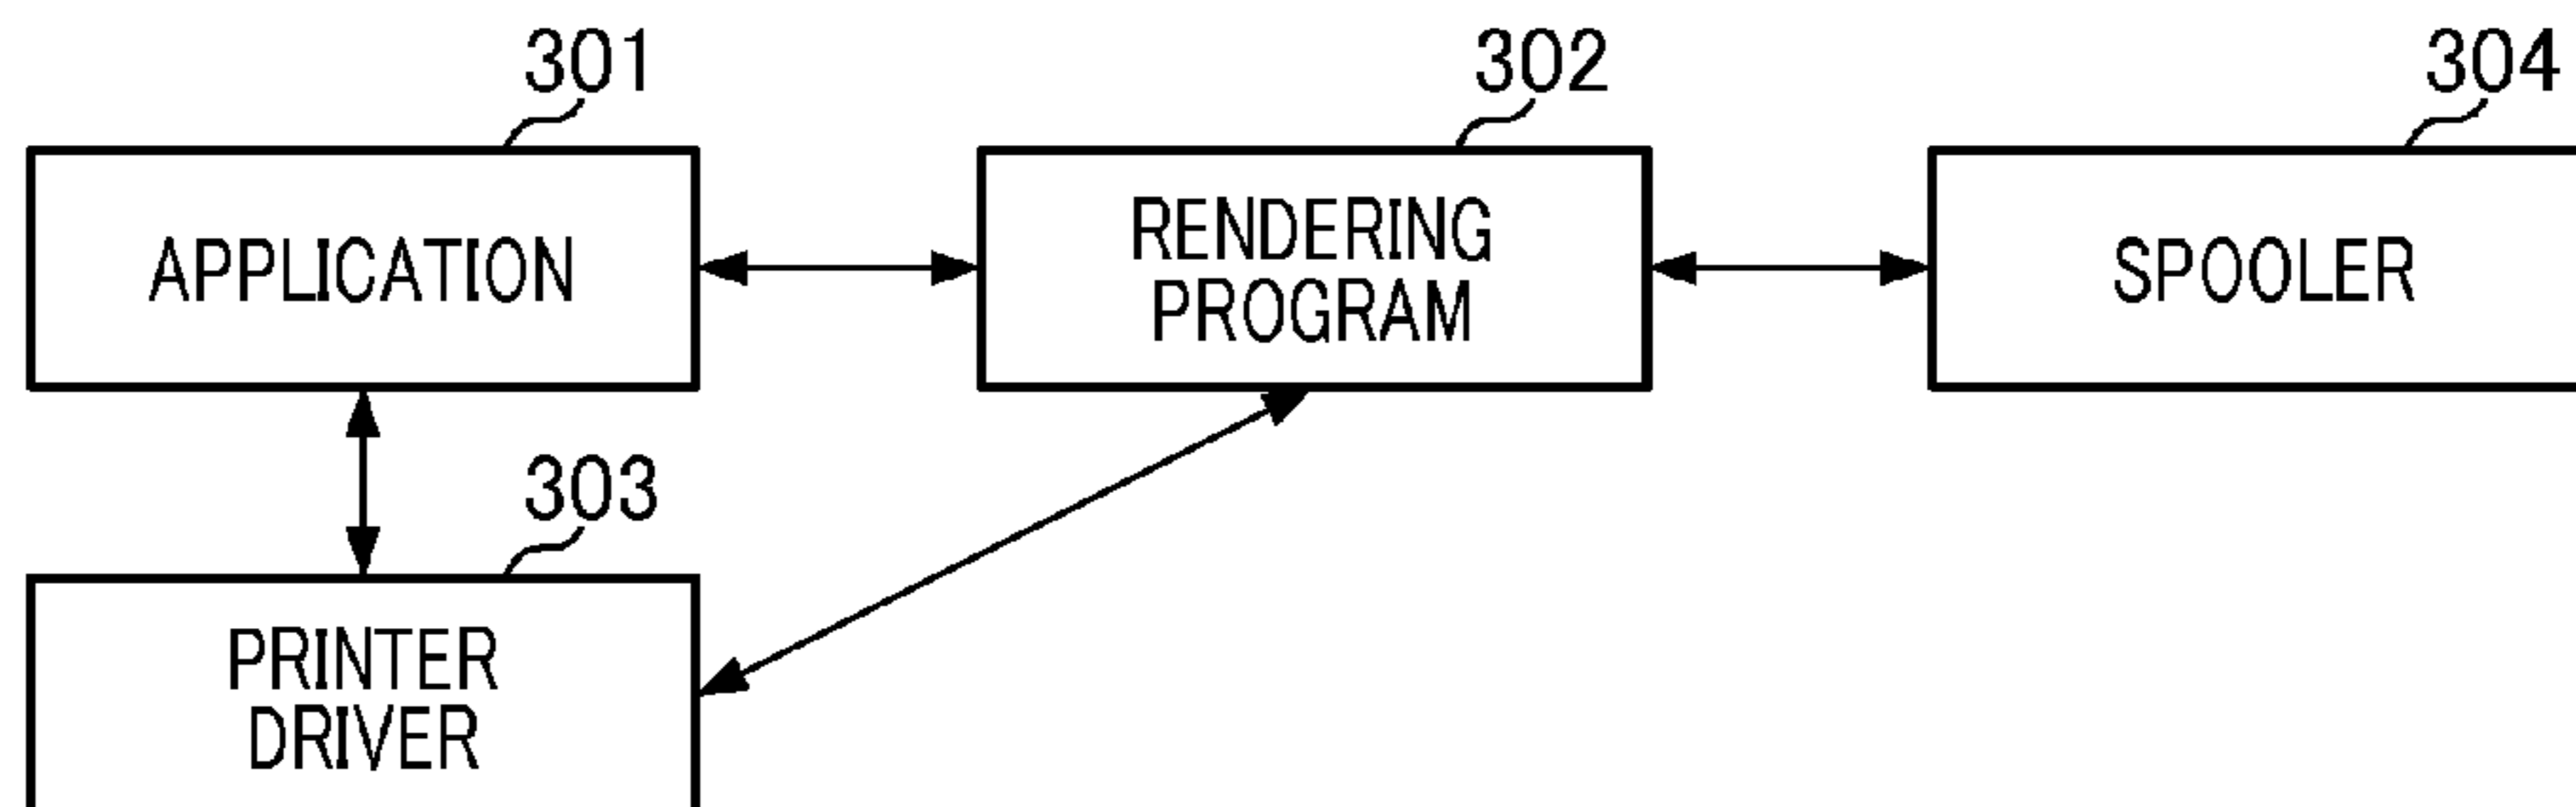 301
302
304
APPLICATION
RENDERING
PROGRAM
SPOOLER
303
PRINTER
DRIVER